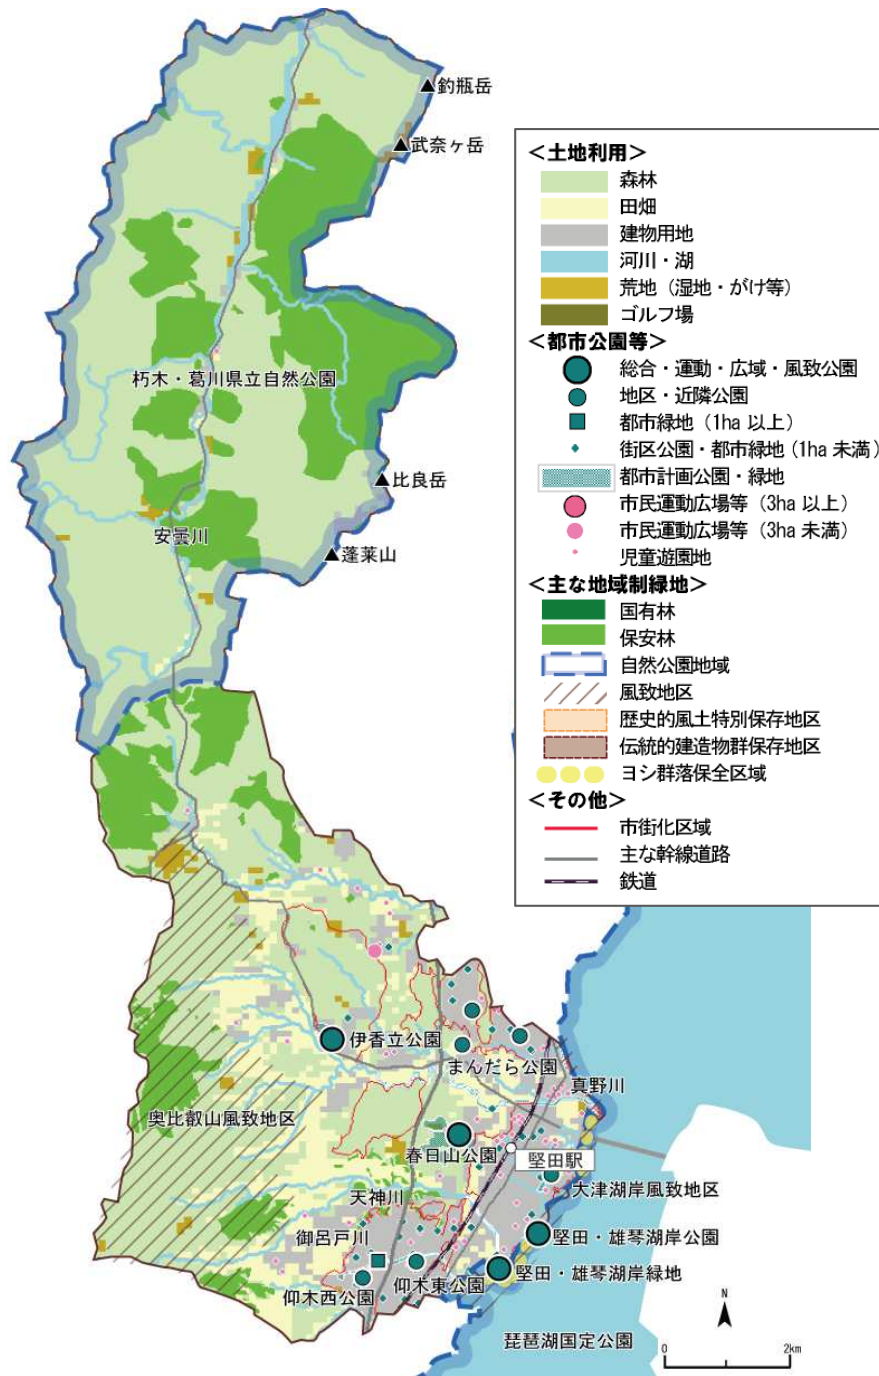 釣瓶岳
武奈ヶ岳
朽木・葛川県立自然公園
比良岳
安曇川
蓬莱山
伊香立公園
まんだら公園
真野川
奥比叡山風致地区
春日山公園
堅田駅
天神川
大津湖岸風致地区
御呂戸川
堅田・雄琴湖岸公園
仰木西公園
仰木東公園
堅田・雄琴湖岸緑地
琵琶湖国定公園
N
0
2km
＜土地利用＞
森林
田畑
建物用地
河川・湖
荒地（湿地・がけ等）
ゴルフ場
＜都市公園等＞
総合・運動・広域・風致公園
地区・近隣公園
都市緑地（1ha 以上）
街区公園・都市緑地（1ha 未満）
都市計画公園・緑地
市民運動広場等（3ha 以上）
市民運動広場等（3ha 未満）
児童遊園地
＜主な地域制緑地＞
国有林
保安林
自然公園地域
風致地区
歴史的風土特別保存地区
伝統的建造物群保存地区
ヨシ群落保全区域
＜その他＞
市街化区域
主な幹線道路
鉄道